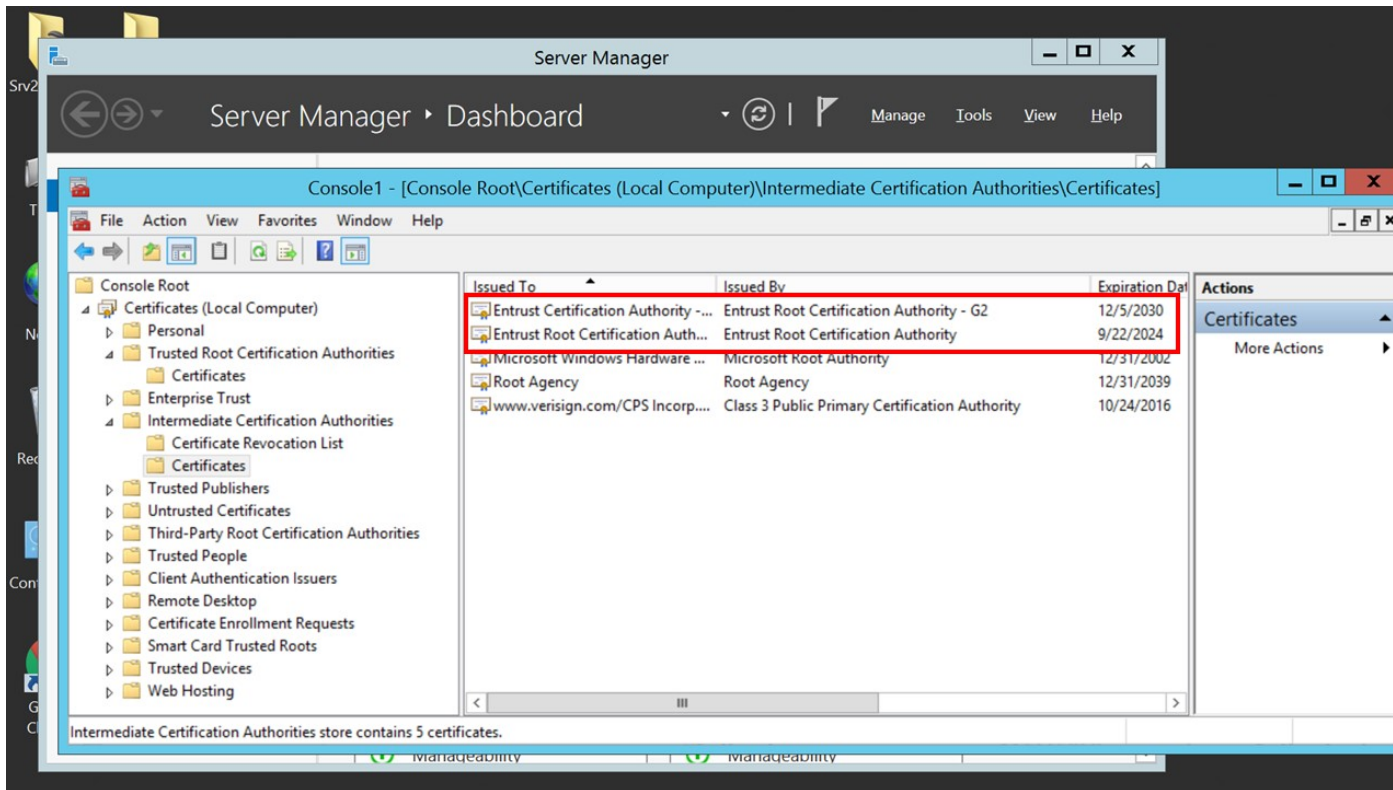 Srv2
Server Manager
Server Manager • Dashboard
Manage Tools View Help
Console1 - [Console Root\Certificates (Local Computer)\Intermediate Certification Authorities\Certificates]
File Action View Favorites Window Help
Console Root
Certificates (Local Computer)
Personal
Trusted Root Certification Authorities
Certificates
Enterprise Trust
Intermediate Certification Authorities
Certificate Revocation List
Certificates
Trusted Publishers
Untrusted Certificates
Third-Party Root Certification Authorities
Trusted People
Client Authentication Issuers
Remote Desktop
Certificate Enrollment Requests
Smart Card Trusted Roots
Trusted Devices
Web Hosting
Issued To Issued By Expiration Dat
Entrust Certification Authority -... Entrust Root Certification Authority - G2 12/5/2030
Entrust Root Certification Auth... Entrust Root Certification Authority 9/22/2024
Microsoft Windows Hardware ... Microsoft Root Authority 12/31/2002
Root Agency Root Agency 12/31/2039
www.verisign.com/CPS Incorp.... Class 3 Public Primary Certification Authority 10/24/2016
Actions
Certificates
More Actions
Intermediate Certification Authorities store contains 5 certificates.
Manageability Manageability